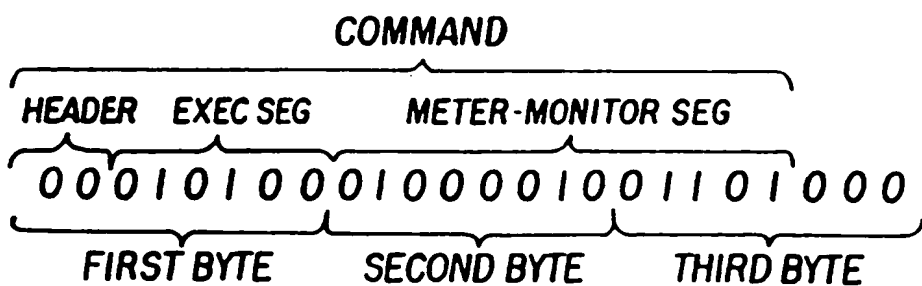 COMMAND
HEADER EXEC SEG METER-MONITOR SEG
0 0 0 1 0 1 0 0 0 1 0 0 0 0 1 0 0 1 1 0 1 0 0 0
FIRST BYTE SECOND BYTE THIRD BYTE